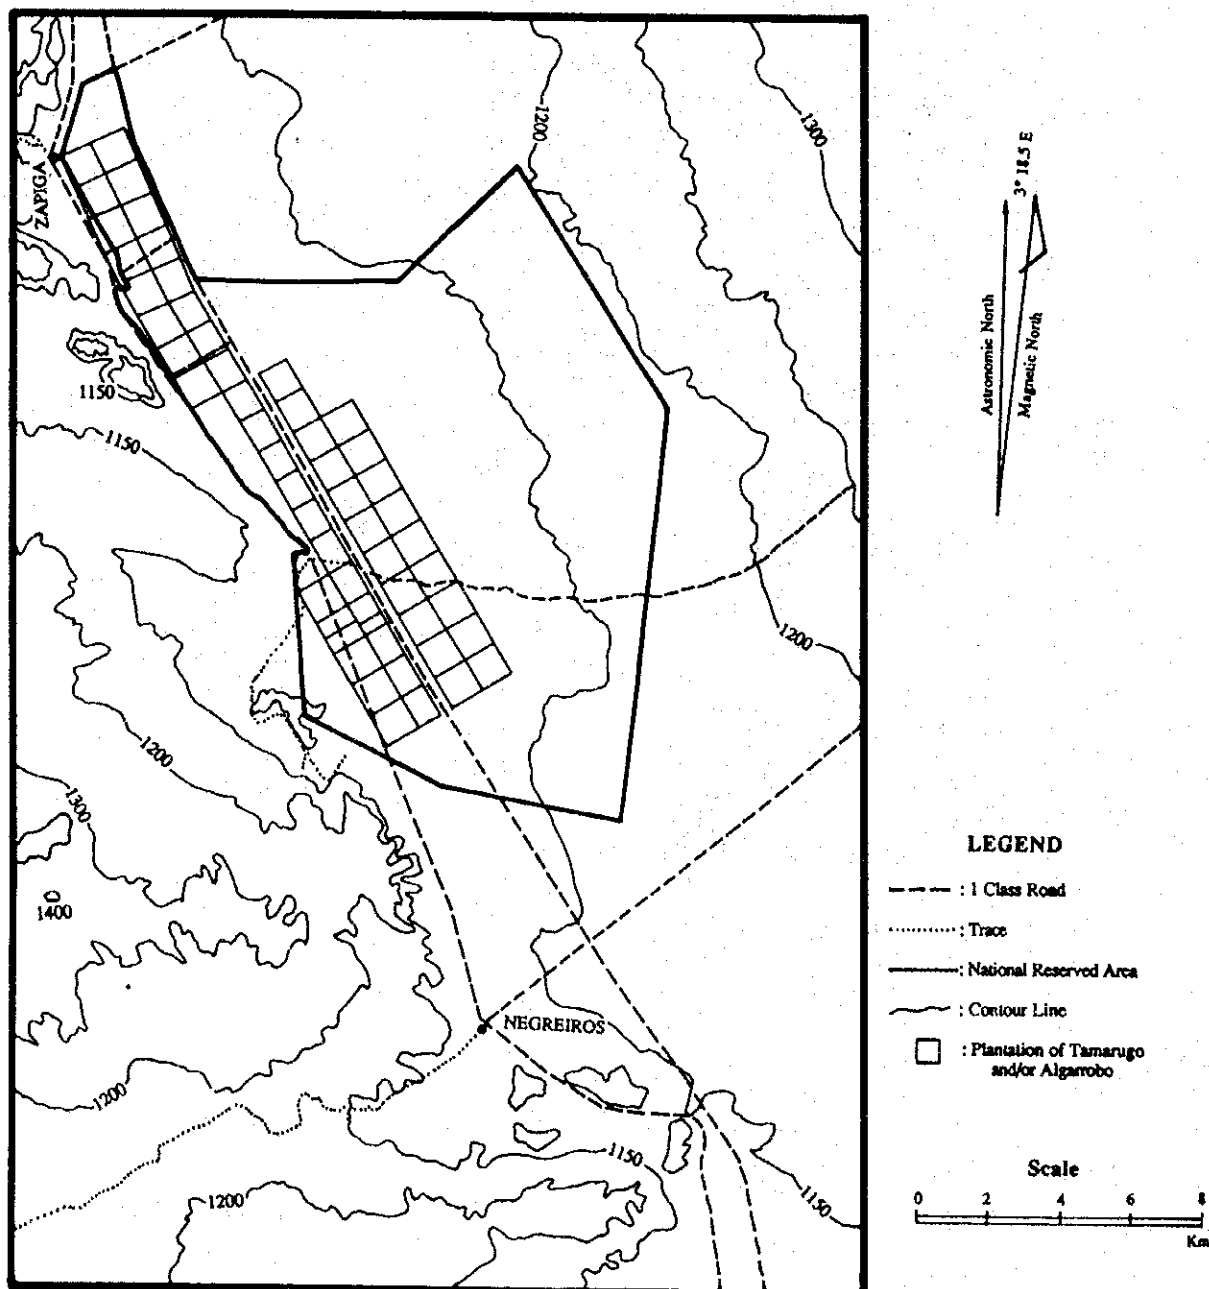 1200
1300
ZAPIGA
3° 18.5 E
Astronomic North
Magnetic North
1150
1150
1200
1200
1300
1400
NEGREIROS
1200
1150
1200
1150
LEGEND
: 1 Class Road
: Trace
: National Reserved Area
: Contour Line
: Plantation of Tamarugo
and/or Algarrobo
Scale
0 2 4 6 8
Km